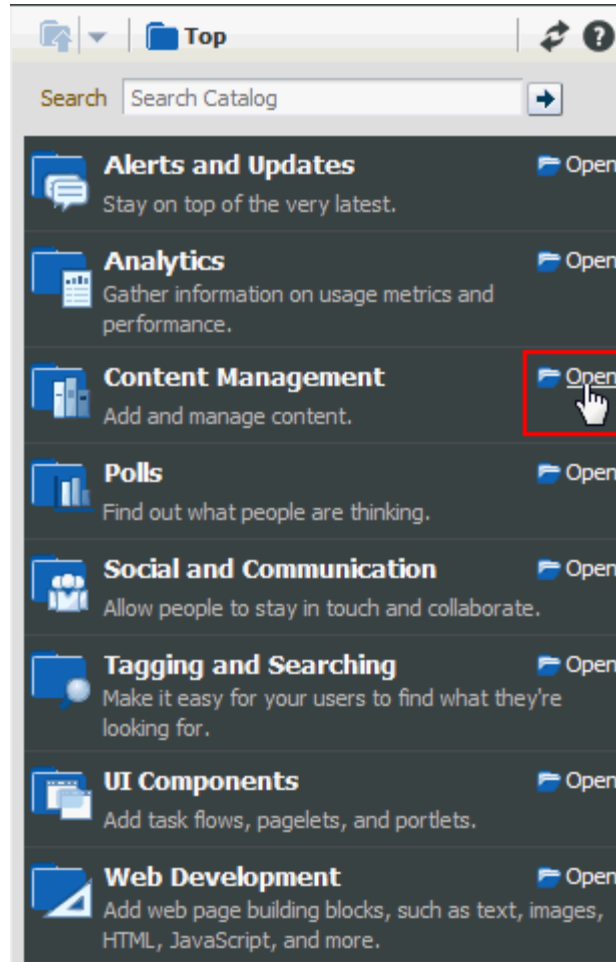 Top
Search Search Catalog
Alerts and Updates Open
Stay on top of the very latest.
Analytics Open
Gather information on usage metrics and
performance.
Content Management Open
Add and manage content.
Polls Open
Find out what people are thinking.
Social and Communication Open
Allow people to stay in touch and collaborate.
Tagging and Searching Open
Make it easy for your users to find what they're
looking for.
UI Components Open
Add task flows, pagelets, and portlets.
Web Development Open
Add web page building blocks, such as text, images,
HTML, JavaScript, and more.